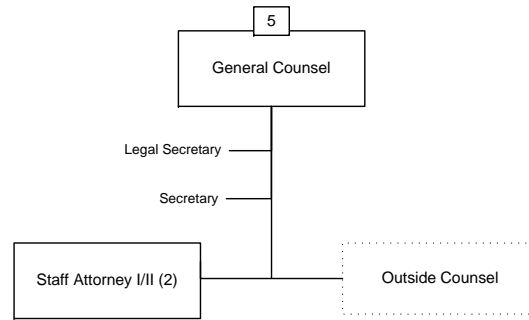 5
General Counsel
Legal Secretary
Secretary
Staff Attorney I/II (2)
Outside Counsel